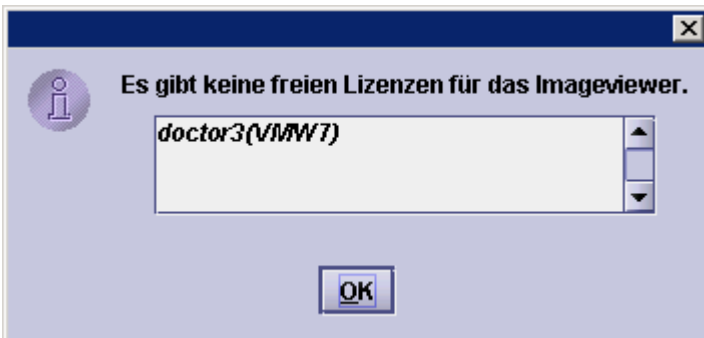 Es gibt keine freien Lizenzen für das Imageviewer.
doctor3(VMW7)
OK